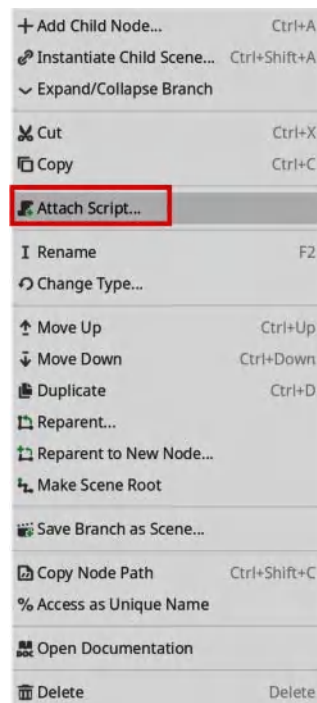 Add Child Node... Ctrl+A
Instantiate Child Scene... Ctrl+Shift+A
Expand/Collapse Branch
Cut Ctrl+X
Copy Ctrl+C
Attach Script...
Rename F2
Change Type...
Move Up Ctrl+Up
Move Down Ctrl+Down
Duplicate Ctrl+D
Reparent...
Reparent to New Node...
Make Scene Root
Save Branch as Scene...
Copy Node Path Ctrl+Shift+C
% Access as Unique Name
Open Documentation
Delete Delete